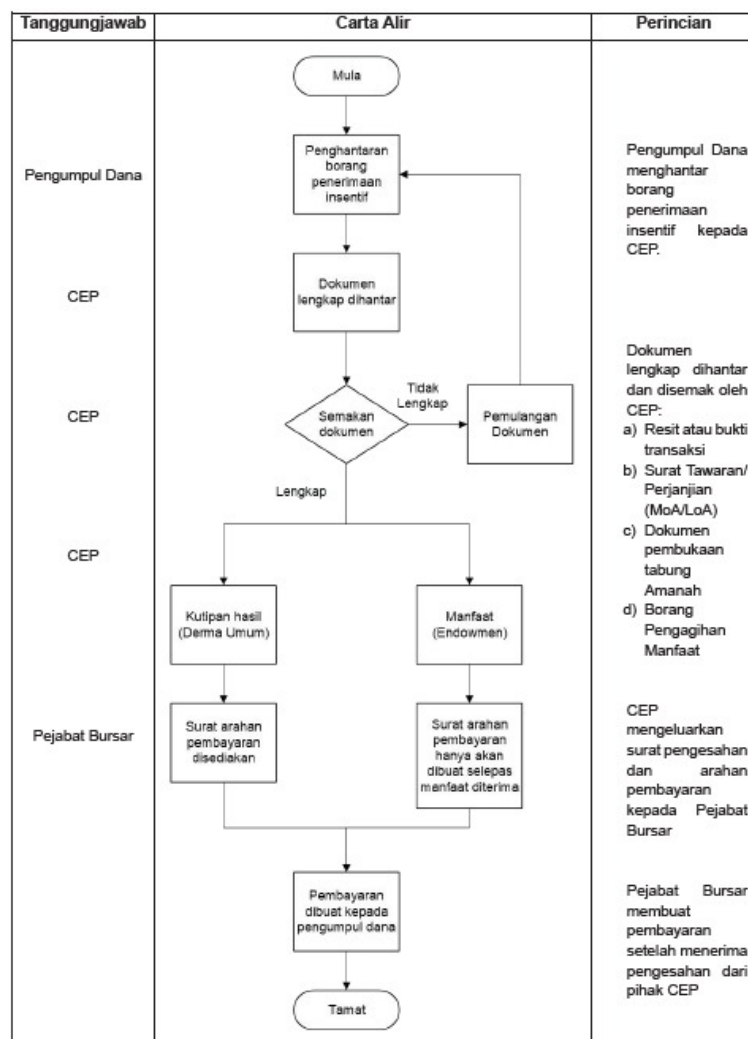 Tanggungjawab
Carta Alir
Perincian
Mula
Pengumpul Dana
Penghantaran
borang
penerimaan
insentif
Pengumpul Dana
menghantar
borang
penerimaan
insentif kepada
CEP.
CEP
Dokumen
lengkap dihantar
CEP
Semakan
dokumen
Tidak
Lengkap
Pemulangan
Dokumen
Lengkap
Dokumen
lengkap dihantar
dan disemak oleh
CEP:
a) Resit atau bukti
transaksi
b) Surat Tawaran/
Perjanjian
(MoA/LoA)
c) Dokumen
pembukaan
tabung
Amanah
d) Borang
Pengagihan
Manfaat
CEP
Kutipan hasil
(Derma Umum)
Manfaat
(Endowmen)
Pejabat Bursar
Surat arahan
pembayaran
disediakan
Surat arahan
pembayaran
hanya akan
dibuat selepas
manfaat diterima
CEP
mengeluarkan
surat pengesahan
dan arahan
pembayaran
kepada Pejabat
Bursar
Pembayaran
dibuat kepada
pengumpul dana
Pejabat Bursar
membuat
pembayaran
setelah menerima
pengesahan dari
pihak CEP
Tamat